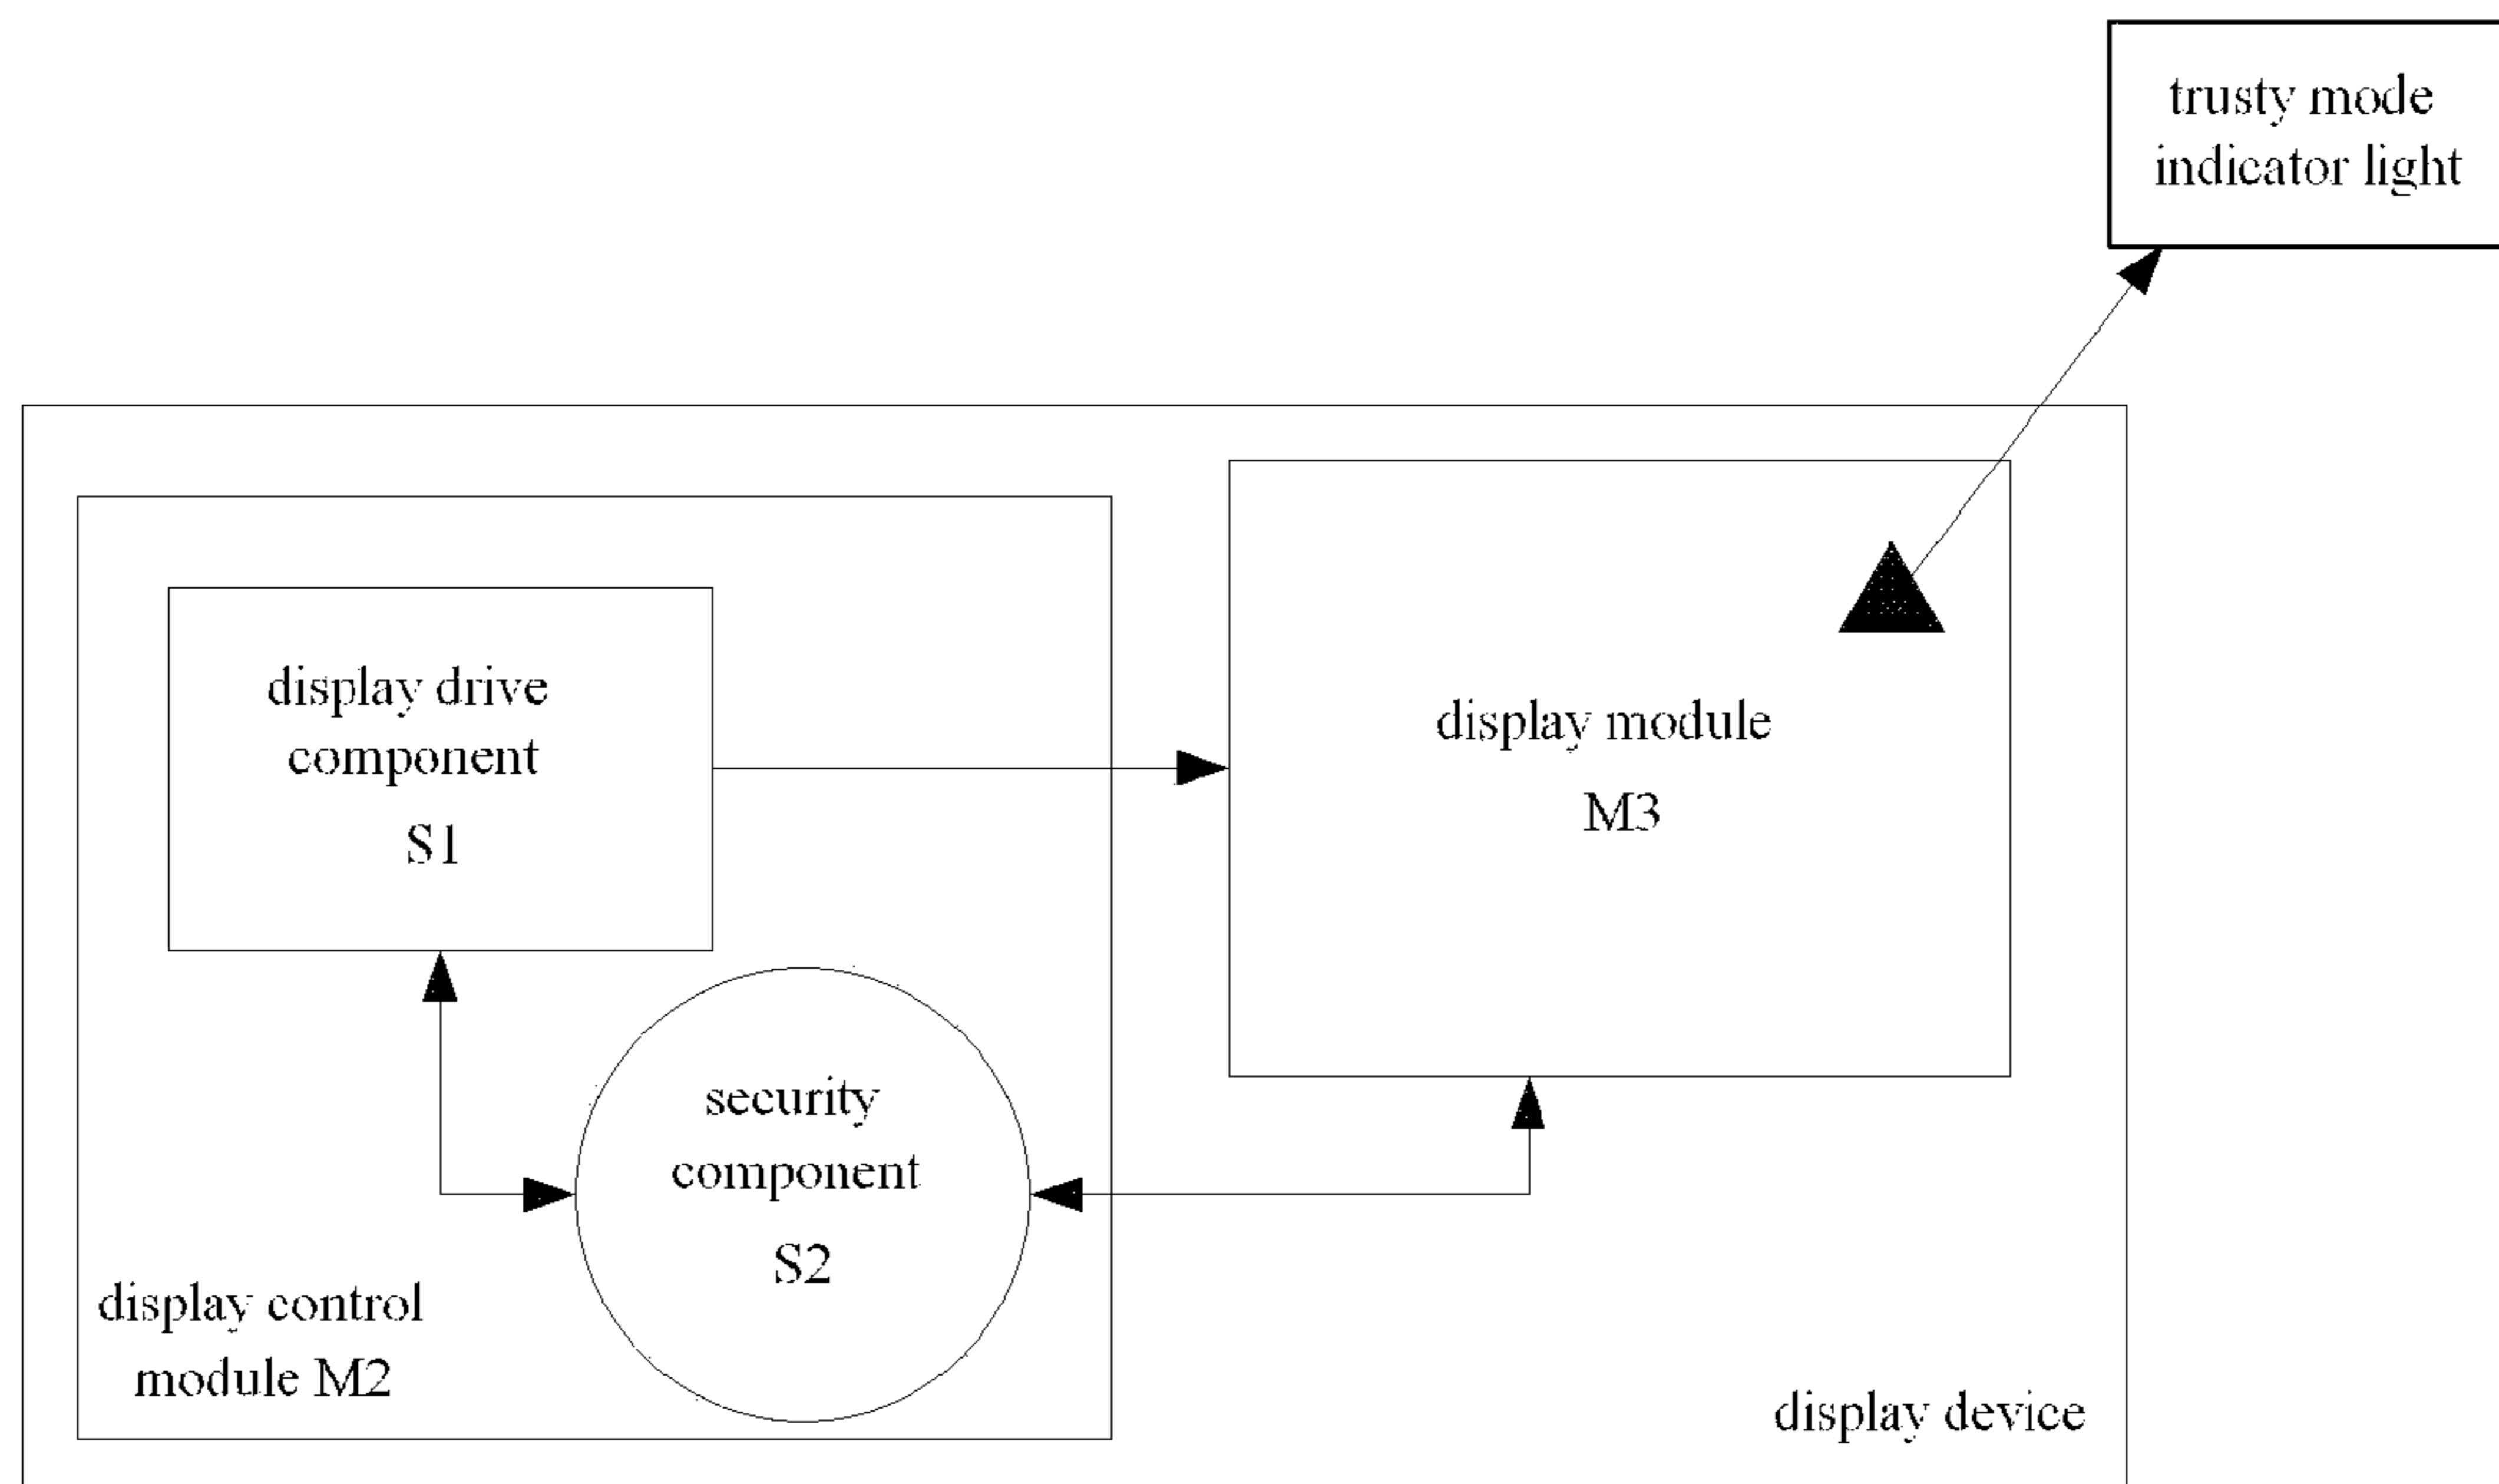 trusty mode
indicator light
display drive
component
S1
display module
M3
security
component
S2
display control
module M2
display device